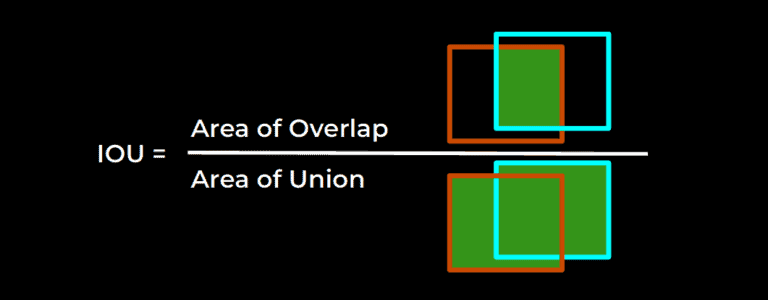 Area of Overlap
IOU =
Area of Union